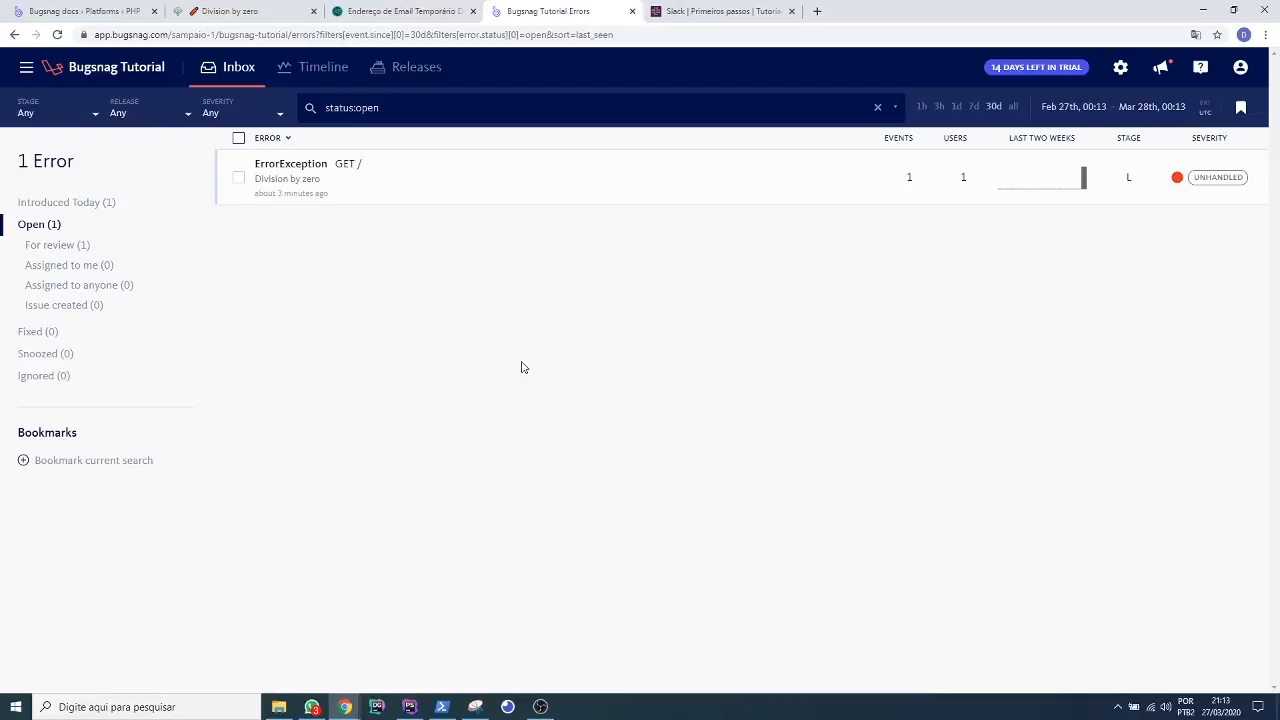 Bugsnag docs › Platforms › PHP
Division by zero
Endereço de Email Temporário D
Bugsnag Tutorial Errors
Slack | Primeiros passos | Tutoria
app.bugsnag.com/sampaio-1/bugsnag-tutorial/errors?filters[event.since][0]=30d&filters[error.status][0]=open&sort=last_seen
D
Bugsnag Tutorial
Inbox
Timeline
Releases
14 DAYS LEFT IN TRIAL
STAGE
Any
RELEASE
Any
SEVERITY
Any
status:open
1h 3h 1d 7d 30d all
Feb 27th, 00:13 – Mar 28th, 00:13
UTC
1 Error
ERROR
EVENTS
USERS
LAST TWO WEEKS
STAGE
SEVERITY
ErrorException GET /
Division by zero
about 3 minutes ago
1
1
L
UNHANDLED
Introduced Today (1)
Open (1)
For review (1)
Assigned to me (0)
Assigned to anyone (0)
Issue created (0)
Fixed (0)
Snoozed (0)
Ignored (0)
Bookmarks
Bookmark current search
Digite aqui para pesquisar
3
DG
PS
POR
PTB2
21:13
27/03/2020